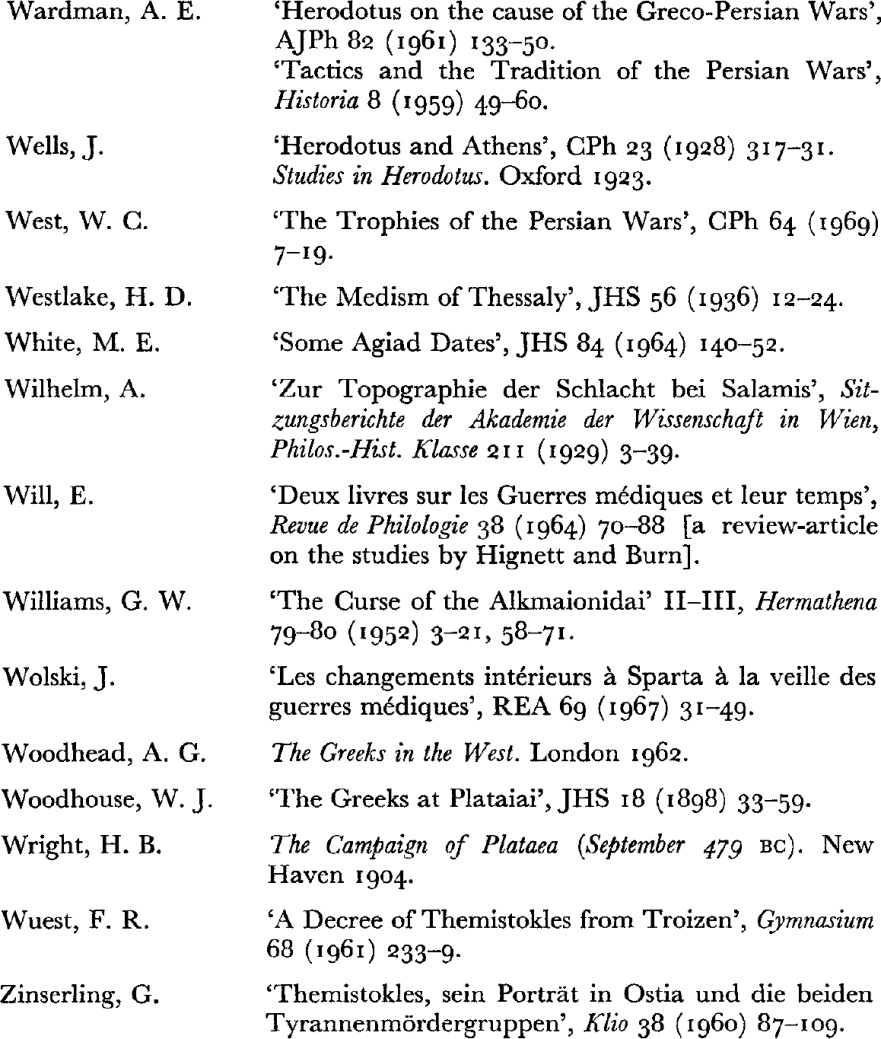 Wardman, A. E. ‘Herodotus on the cause of the Greco-Persian Wars’,
AJPh 82 (1961) 133–50.
‘Tactics and the Tradition of the Persian Wars’,
Historia 8 (1959) 49–60.
Wells, J. ‘Herodotus and Athens’, CPh 23 (1928) 317–31.
Studies in Herodotus. Oxford 1923.
West, W. C. ‘The Trophies of the Persian Wars’, CPh 64 (1969)
7–19.
Westlake, H. D. ‘The Medism of Thessaly’, JHS 56 (1936) 12–24.
White, M. E. ‘Some Agiad Dates’, JHS 84 (1964) 140–52.
Wilhelm, A. ‘Zur Topographie der Schlacht bei Salamis’, Sit-
zungsberichte der Akademie der Wissenschaft in Wien,
Philos.-Hist. Klasse 211 (1929) 3–39.
Will, E. ‘Deux livres sur les Guerres médiques et leur temps’,
Revue de Philologie 38 (1964) 70–88 [a review-article
on the studies by Hignett and Burn].
Williams, G. W. ‘The Curse of the Alkmaionidai’ II–III, Hermathena
79–80 (1952) 3–21, 58–71.
Wolski, J. ‘Les changements intérieurs à Sparta à la veille des
guerres médiques’, REA 69 (1967) 31–49.
Woodhead, A. G. The Greeks in the West. London 1962.
Woodhouse, W. J. ‘The Greeks at Plataiai’, JHS 18 (1898) 33–59.
Wright, H. B. The Campaign of Plataea (September 479 BC). New
Haven 1904.
Wuest, F. R. ‘A Decree of Themistokles from Troizen’, Gymnasium
68 (1961) 233–9.
Zinserling, G. ‘Themistokles, sein Porträt in Ostia und die beiden
Tyrannenmördergruppen’, Klio 38 (1960) 87–109.